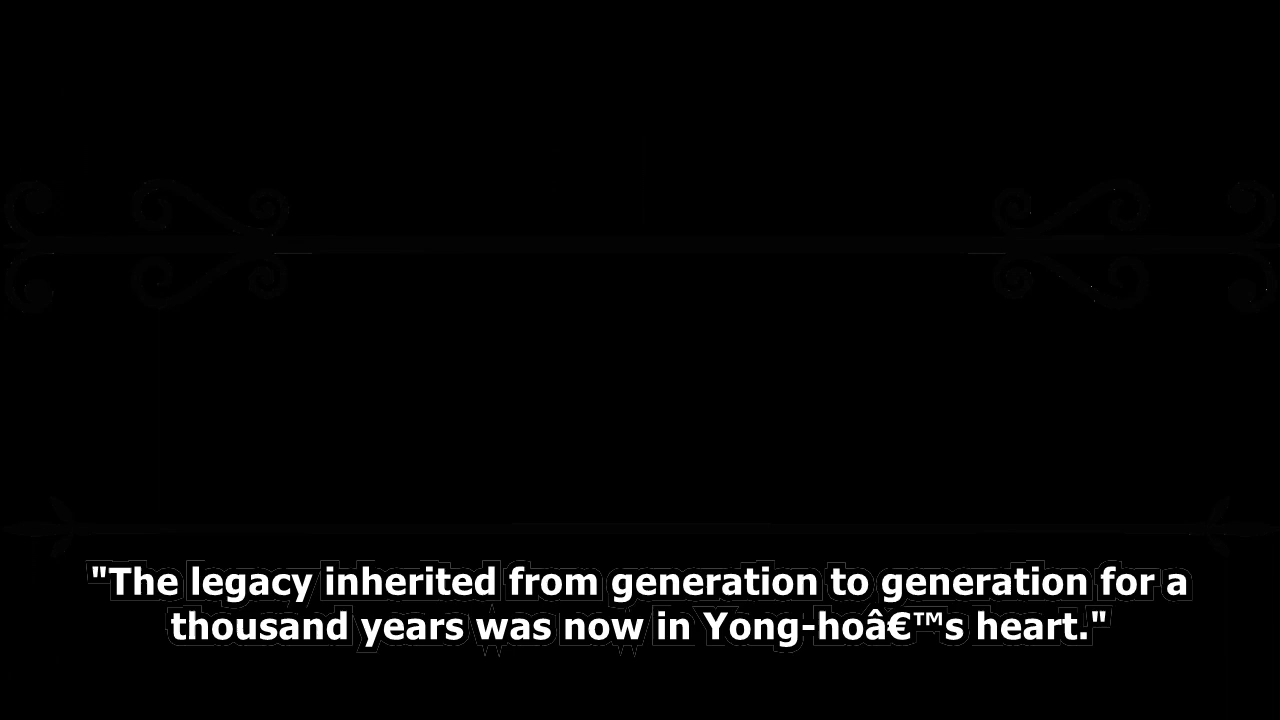 "The legacy inherited from generation to generation for a
thousand years was now in Yong-hoâ€™s heart."